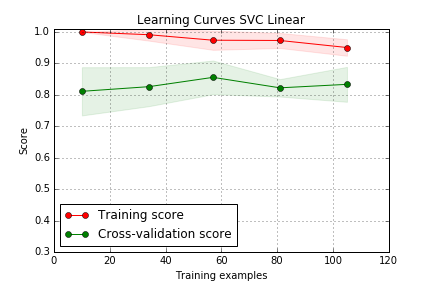 Learning Curves SVC Linear
1.0
0.9
0.8
0.7
0.6
0.5
0.4
0.3
Score
Training score
Cross-validation score
0 20 40 60 80 100 120
Training examples